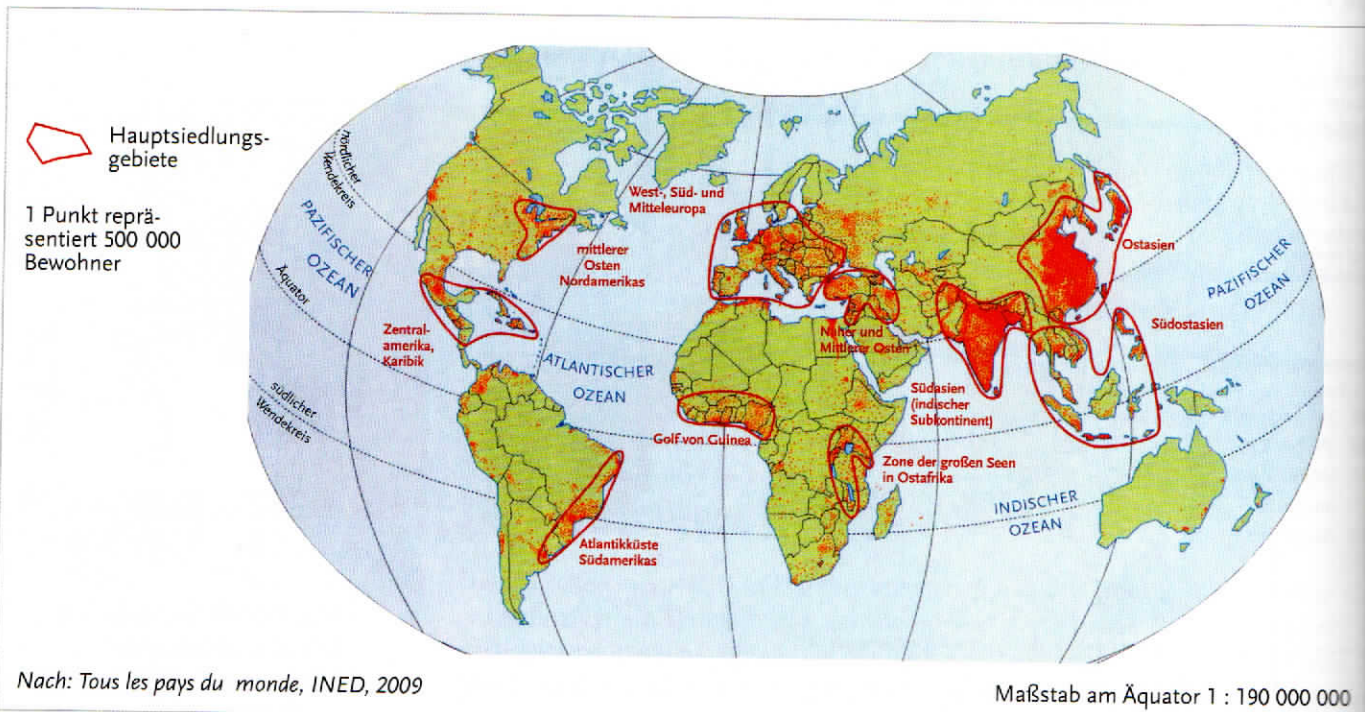 Hauptsiedlungs-
gebiete
1 Punkt reprä-
sentiert 500 000
Bewohner
nördlicher
Wendekreis
PAZIFISCHER
OZEAN
Äquator
südlicher
Wendekreis
West-, Süd- und
Mitteleuropa
mittlerer
Osten
Nordamerikas
Zentral-
amerika,
Karibik
ATLANTISCHER
OZEAN
Golf von Guinea
Atlantikküste
Südamerikas
Naher und
Mittlerer Osten
Südasien
(indischer
Subkontinent)
Zone der großen Seen
in Ostafrika
INDISCHER
OZEAN
Ostasien
Südostasien
PAZIFISCHER
OZEAN
Nach: Tous les pays du monde, INED, 2009
Maßstab am Äquator 1 : 190 000 000